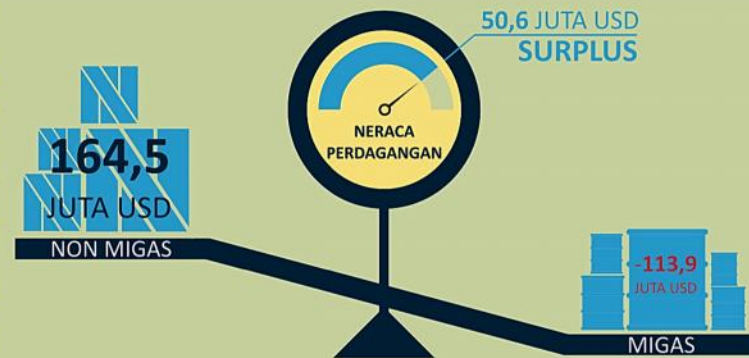 50,6 JUTA USD
SURPLUS
NERACA
PERDAGANGAN
164,5
JUTA USD
NON MIGAS
-113,9
JUTA USD
MIGAS